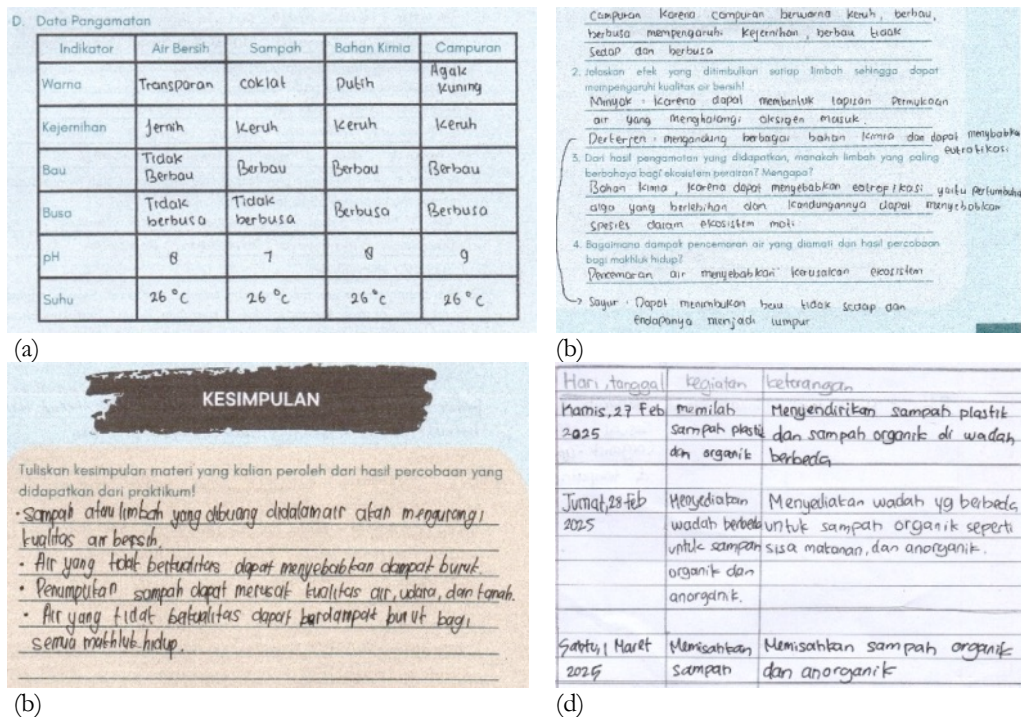 D. Data Pengamatan
Indikator Air Bersih Sampah Bahan Kimia Campuran
Warna Transparan coklat Putih Agak kuning
Kejernihan Jernih Keruh Keruh Keruh
Bau Tidak Berbau Berbau Berbau Berbau
Busa Tidak berbusa Tidak berbusa Berbusa Berbusa
pH 8 7 8 9
Suhu 26 °C 26 °C 26 °C 26 °C
(a)
Campuran karena campuran berwarna keruh, berbau,
berbusa mempengaruhi kejernihan, berbau tidak
sedap dan berbusa
2. Jelaskan efek yang ditimbulkan setiap limbah sehingga dapat
mempengaruhi kualitas air bersih!
Minyak : karena dapat membentuk lapisan permukaan
air yang menghalangi oksigen masuk.
Derterjen : mengandung berbagai bahan kimia dan dapat menyebabkan
eutrofikasi
3. Dari hasil pengamatan yang didapatkan, manakah limbah yang paling
berbahaya bagi ekosistem perairan? Mengapa?
Bahan kimia, karena dapat menyebabkan eotrofikasi yaitu
alga yang berlebihan dan kandungannya dapat menyebabkan
spesies dalam ekosistem mati
4. Bagaimana dampak pencemaran air yang diamati dari hasil percobaan
bagi makhluk hidup?
Pencemaran air menyebabkan kerusakan ekosistem
Sayur : Dapat menimbulkan bau tidak sedap dan
Endapanya menjadi lumpur
(b)
KESIMPULAN
Tuliskan kesimpulan materi yang kalian peroleh dari hasil percobaan yang
didapatkan dari praktikum!
• Sampah atau limbah yang dibuang didalam air akan mengurangi
kualitas air bersih.
• Air yang tidak berkualitas dapat menyebabkan dampak buruk.
• Penumpukan sampah dapat merusak kualitas air, udara, dan tanah.
• Air yang tidak berkualitas dapat berdampak buruk bagi
semua makhluk hidup.
(b)
Hari, tanggal kegiatan keterangan
Kamis, 27 Feb memilah Menyendirikan sampah plastik
2025 sampah plastik dan sampah organik di wadah
dan organik berbeda
Jumat, 28 feb Menyediakan Menyediakan wadah yg berbeda
2025 wadah berbeda untuk sampah organik seperti
untuk sampah sisa makanan, dan anorganik.
organik dan
anorganik.
Sabtu, 1 Maret Memisahkan Memisahkan sampah organik
2025 sampah dan anorganik
(d)